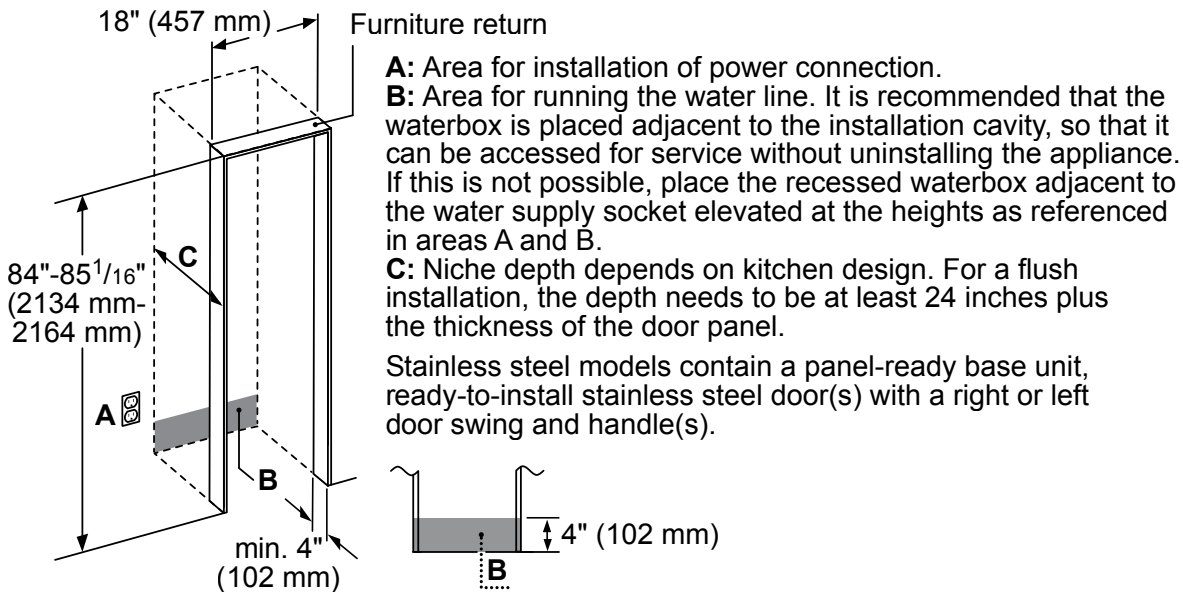 18" (457 mm)
Furniture return
A: Area for installation of power connection.
B: Area for running the water line. It is recommended that the
waterbox is placed adjacent to the installation cavity, so that it
can be accessed for service without uninstalling the appliance.
If this is not possible, place the recessed waterbox adjacent to
the water supply socket elevated at the heights as referenced
in areas A and B.
C: Niche depth depends on kitchen design. For a flush
installation, the depth needs to be at least 24 inches plus
the thickness of the door panel.
Stainless steel models contain a panel-ready base unit,
ready-to-install stainless steel door(s) with a right or left
door swing and handle(s).
C
84"-85 1/16"
(2134 mm-
2164 mm)
A
B
min. 4"
(102 mm)
4" (102 mm)
B